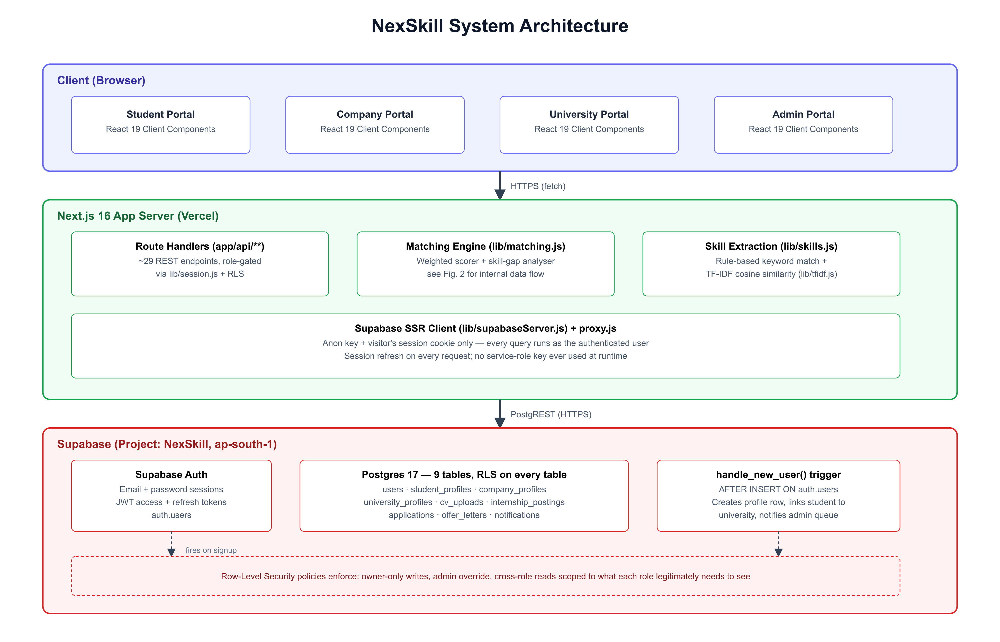 NexSkill System Architecture
Client (Browser)
Student Portal
React 19 Client Components
Company Portal
React 19 Client Components
University Portal
React 19 Client Components
Admin Portal
React 19 Client Components
HTTPS (fetch)
Next.js 16 App Server (Vercel)
Route Handlers (app/api/**)
~29 REST endpoints, role-gated
via lib/session.js + RLS
Matching Engine (lib/matching.js)
Weighted scorer + skill-gap analyser
see Fig. 2 for internal data flow
Skill Extraction (lib/skills.js)
Rule-based keyword match +
TF-IDF cosine similarity (lib/tfidf.js)
Supabase SSR Client (lib/supabaseServer.js) + proxy.js
Anon key + visitor's session cookie only — every query runs as the authenticated user
Session refresh on every request; no service-role key ever used at runtime
PostgREST (HTTPS)
Supabase (Project: NexSkill, ap-south-1)
Supabase Auth
Email + password sessions
JWT access + refresh tokens
auth.users
Postgres 17 — 9 tables, RLS on every table
users · student_profiles · company_profiles
university_profiles · cv_uploads · internship_postings
applications · offer_letters · notifications
handle_new_user() trigger
AFTER INSERT ON auth.users
Creates profile row, links student to
university, notifies admin queue
fires on signup
Row-Level Security policies enforce: owner-only writes, admin override, cross-role reads scoped to what each role legitimately needs to see